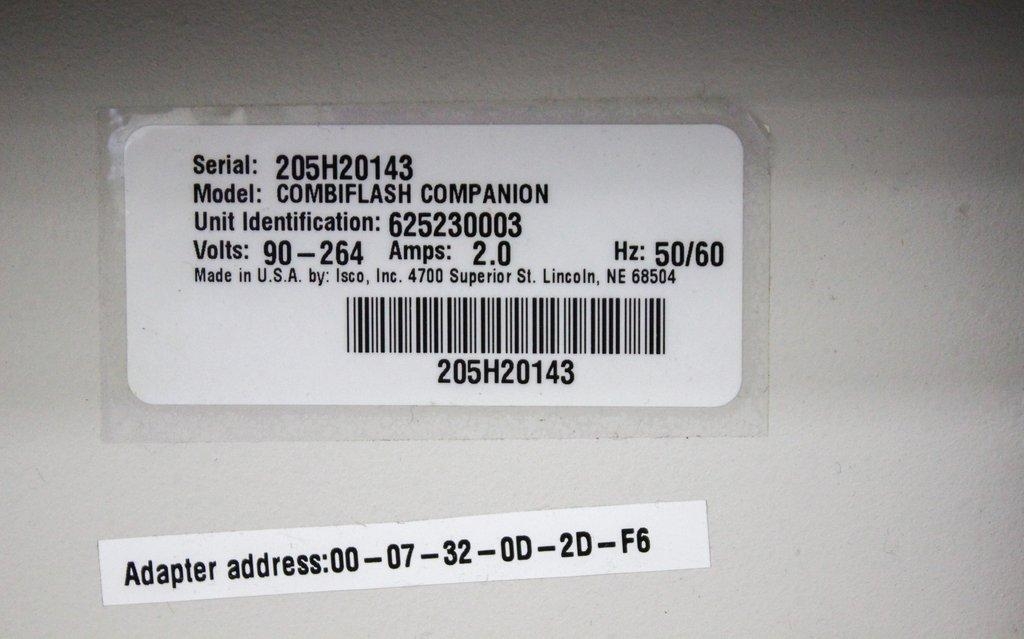 Serial: 205H20143
Model: COMBIFLASH COMPANION
Unit Identification: 625230003
Volts: 90-264 Amps: 2.0 Hz: 50/60
Made in U.S.A. by: Isco, Inc. 4700 Superior St. Lincoln, NE 68504
205H20143
Adapter address:00-07-32-0D-2D-F6